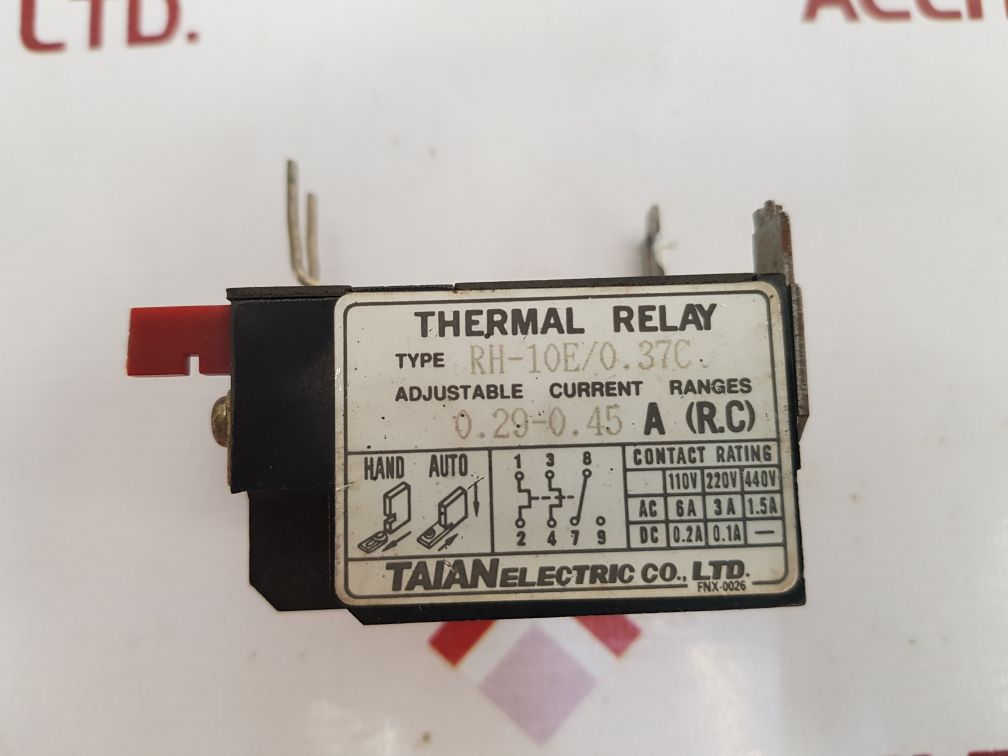 LTD.
THERMAL RELAY
TYPE RH-10E/0.37C
ADJUSTABLE CURRENT RANGES
0.29-0.45 A (R.C)
HAND AUTO
1 3 8
2 4 7 9
CONTACT RATING
110V 220V 440V
AC 6A 3A 1.5A
DC 0.2A 0.1A —
TAIAN ELECTRIC CO., LTD.
FNX-0026